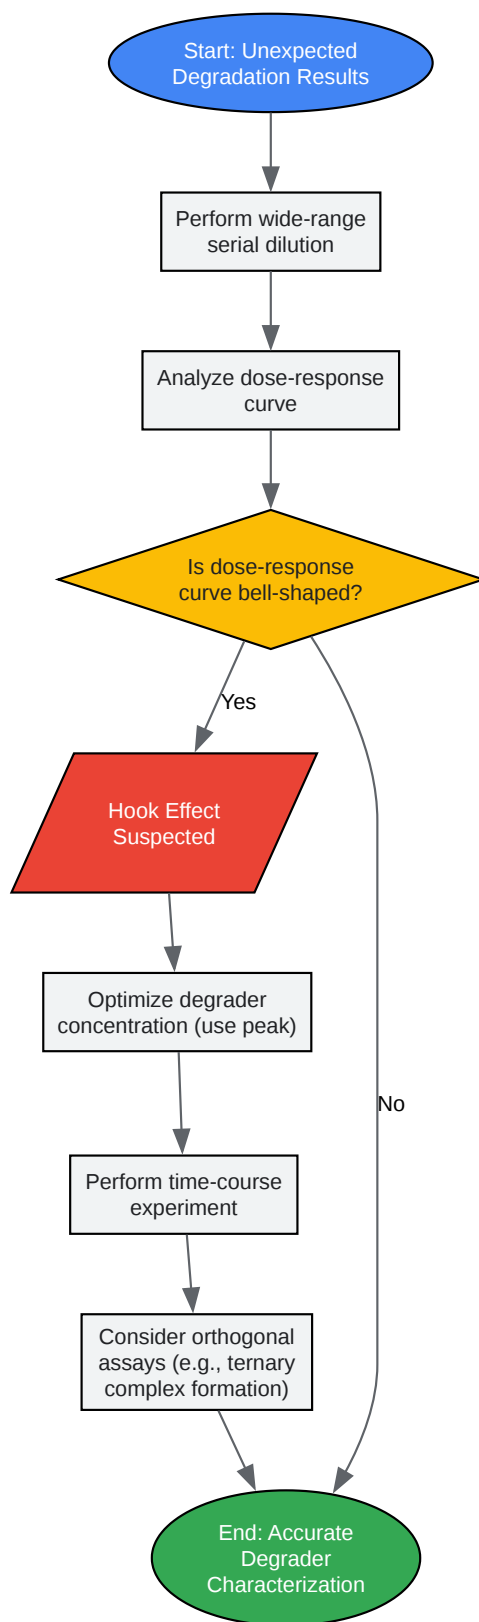 Start: Unexpected
Degradation Results
Perform wide-range
serial dilution
Analyze dose-response
curve
Is dose-response
curve bell-shaped?
Yes
Hook Effect
Suspected
Optimize degrader
concentration (use peak)
No
Perform time-course
experiment
Consider orthogonal
assays (e.g., ternary
complex formation)
End: Accurate
Degrader
Characterization